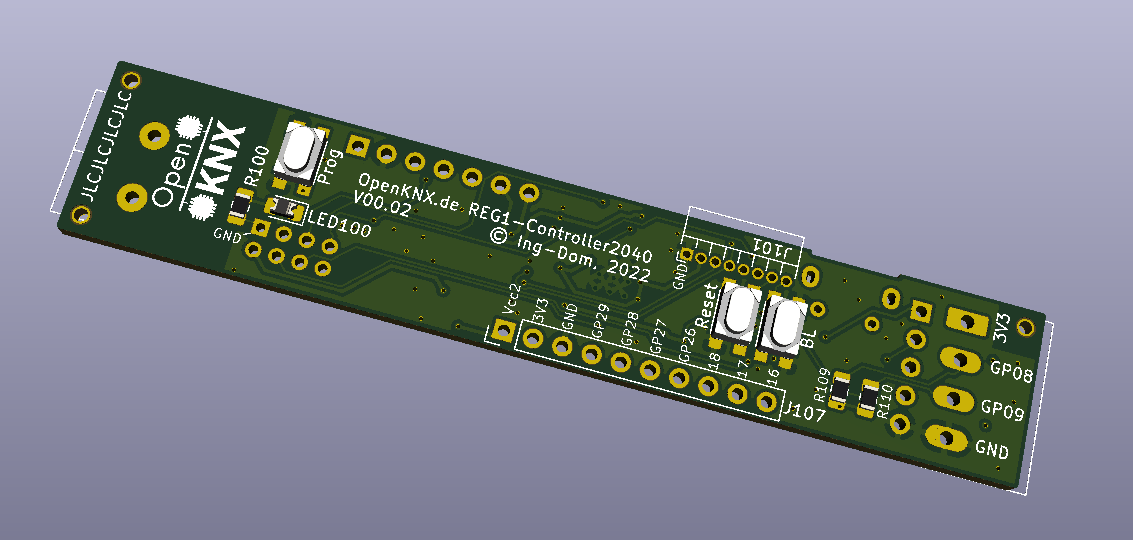 JLCJLCJLCJLC
Open
KNX
R100
Prog
LED100
GND
OpenKNX.de REG1-Controller2040
V00.02
© Ing-Dom, 2022
J101
GND
Reset
BL
Vcc2
3V3
GND
GP29
GP28
GP27
GP26
18
17
16
J107
R109
R110
3V3
GP08
GP09
GND